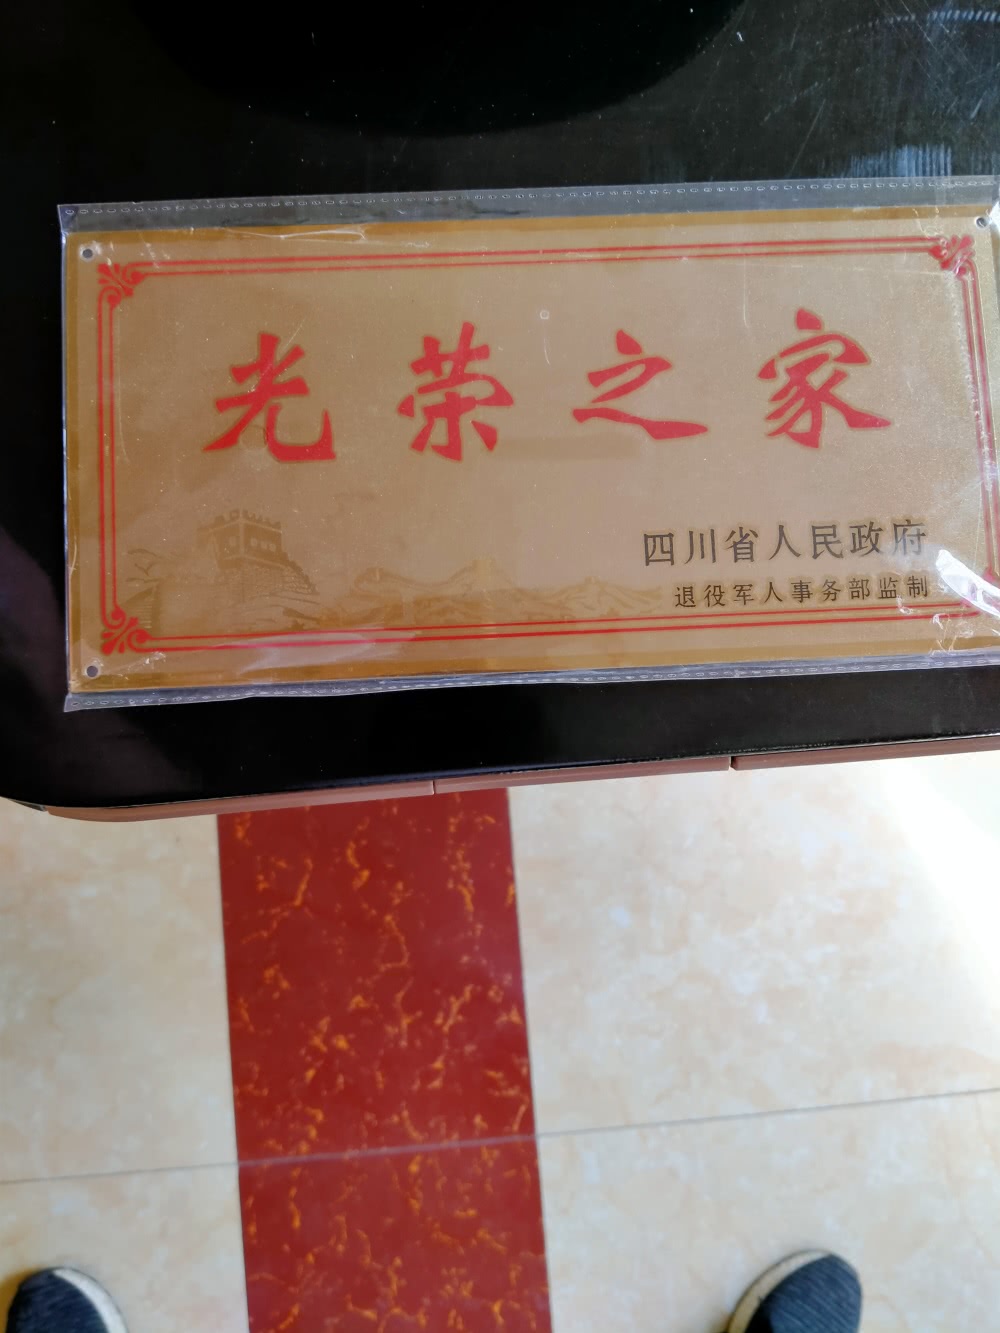 光荣之家
四川省人民政府
退役军人事务部监制